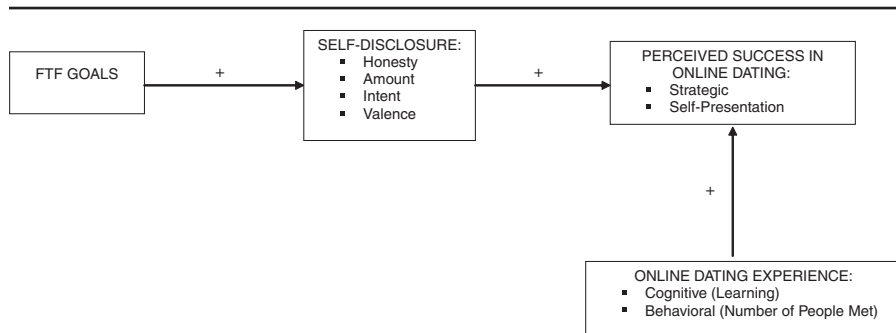 FTF GOALS
+
SELF-DISCLOSURE:
▪ Honesty
▪ Amount
▪ Intent
▪ Valence
+
PERCEIVED SUCCESS IN
ONLINE DATING:
▪ Strategic
▪ Self-Presentation
+
ONLINE DATING EXPERIENCE:
▪ Cognitive (Learning)
▪ Behavioral (Number of People Met)